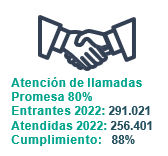 Atención de llamadas
Promesa 80%
Entrantes 2022: 291.021
Atendidas 2022: 256.401
Cumplimiento: 88%